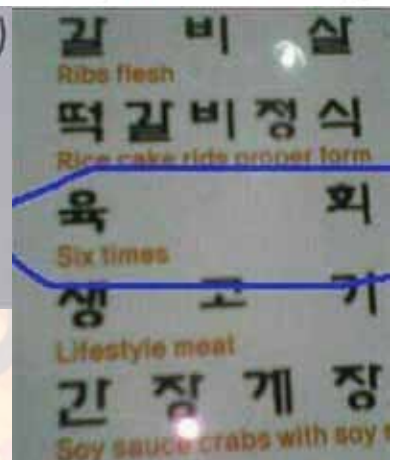 갈 비 살
Ribs flesh
떡 갈 비 정 식
Rice cake rids proper form
육 회
Six times
생 고 기
Lifestyle meat
간 장 게 장
Soy sauce crabs with soy